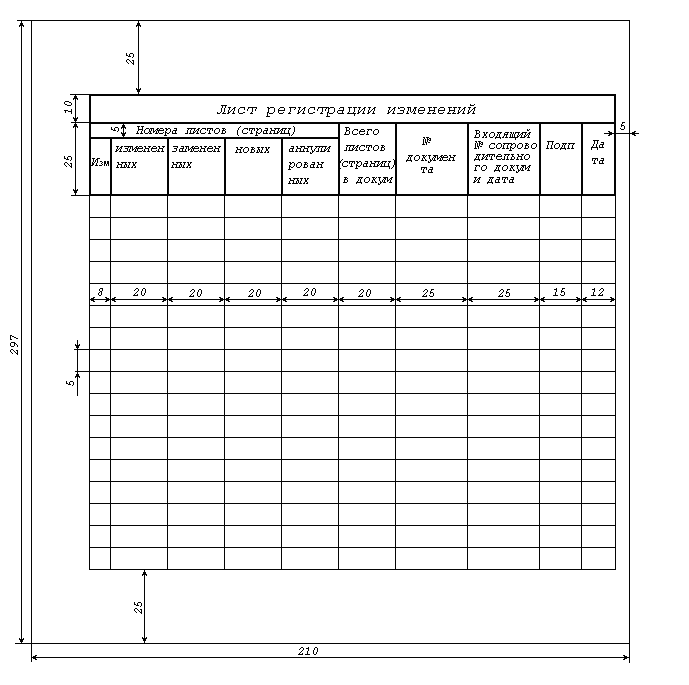 25
10
Лист регистрации изменений
5
Номера листов (страниц)
5
25
Изм
изменен
ных
заменен
ных
новых
аннули
рован
ных
Всего
листов
(страниц)
в докум
№
докумен
та
Входящий
№ сопрово
дительно
го докум
и дата
Подп
Да
та
8 20 20 20 20 20 25 25 15 12
297
5
25
210